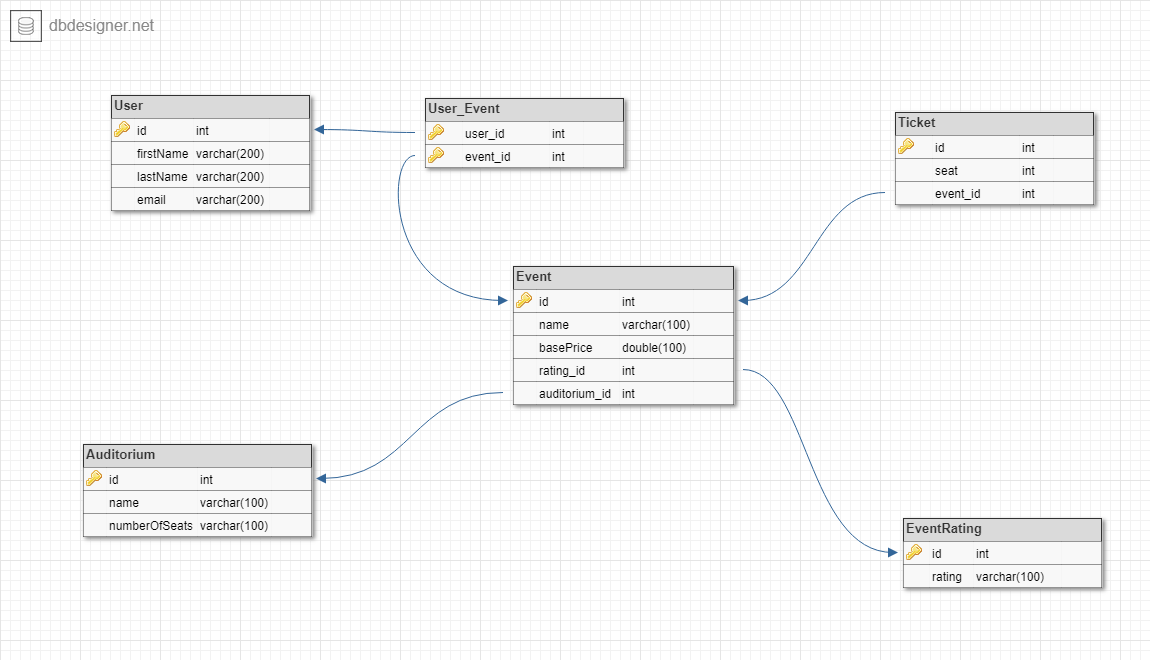 dbdesigner.net
User
id int
firstName varchar(200)
lastName varchar(200)
email varchar(200)
User_Event
user_id int
event_id int
Ticket
id int
seat int
event_id int
Event
id int
name varchar(100)
basePrice double(100)
rating_id int
auditorium_id int
Auditorium
id int
name varchar(100)
numberOfSeats varchar(100)
EventRating
id int
rating varchar(100)